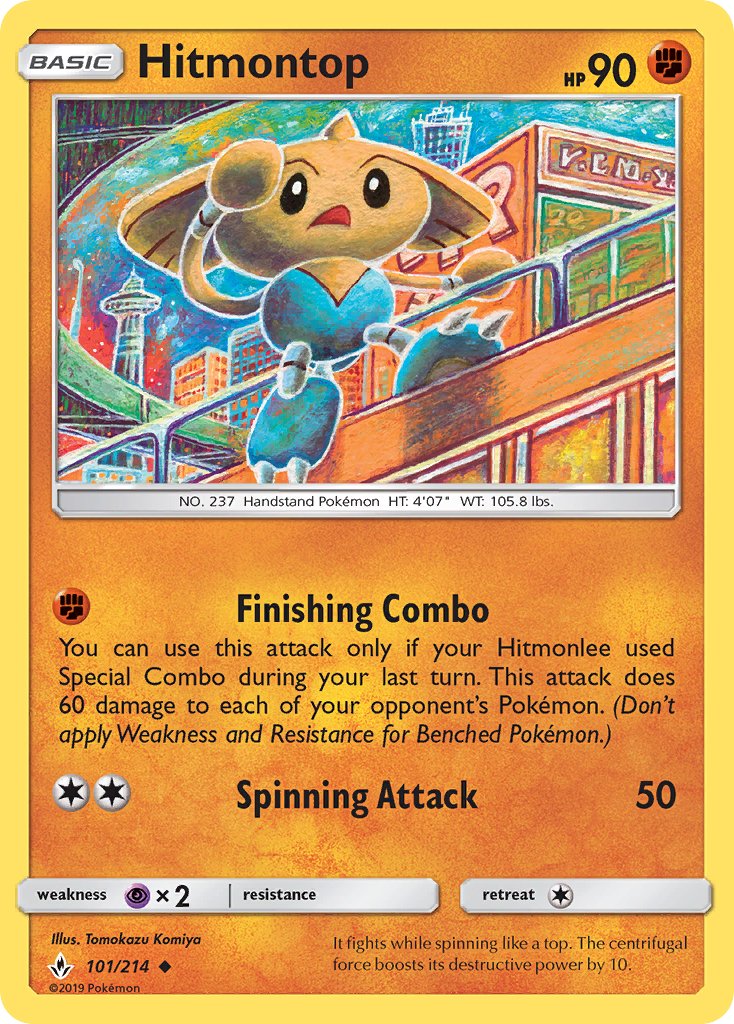 BASIC Hitmontop HP 90
NO. 237 Handstand Pokémon HT: 4'07" WT: 105.8 lbs.
Finishing Combo
You can use this attack only if your Hitmonlee used
Special Combo during your last turn. This attack does
60 damage to each of your opponent's Pokémon. (Don't
apply Weakness and Resistance for Benched Pokémon.)
Spinning Attack 50
weakness × 2 resistance retreat
Illus. Tomokazu Komiya
101/214
©2019 Pokémon
It fights while spinning like a top. The centrifugal
force boosts its destructive power by 10.